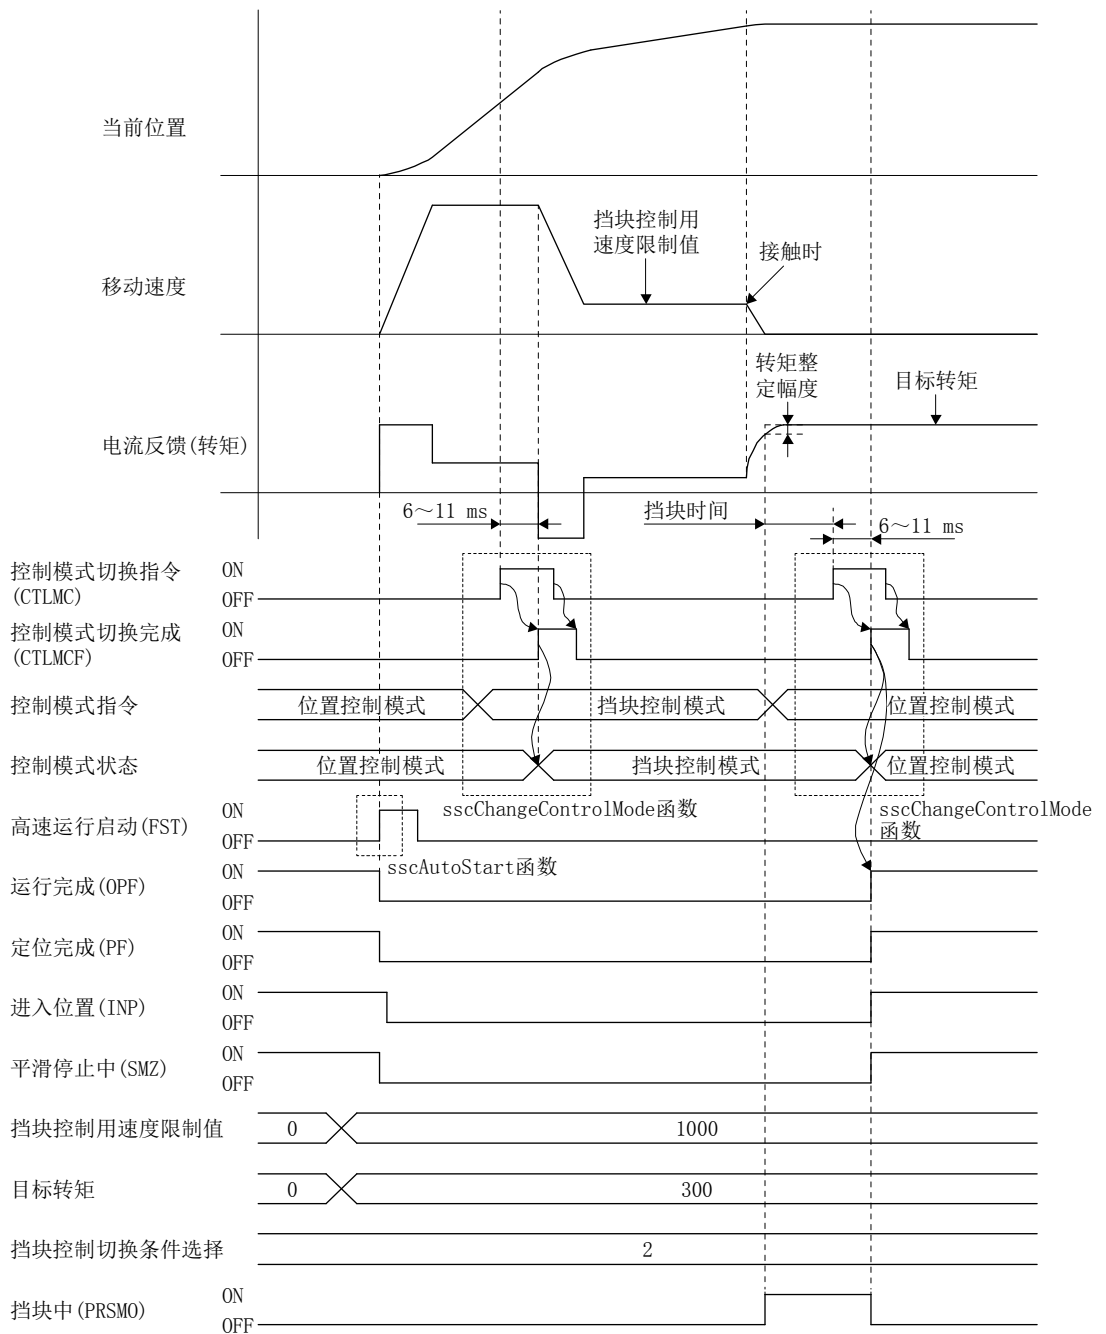 当前位置
移动速度
挡块控制用
速度限制值
接触时
电流反馈(转矩)
转矩整
定幅度
目标转矩
6～11 ms
挡块时间
6～11 ms
控制模式切换指令
(CTLMC)
ON
OFF
控制模式切换完成
(CTLMCF)
ON
OFF
控制模式指令
位置控制模式
挡块控制模式
位置控制模式
控制模式状态
位置控制模式
挡块控制模式
位置控制模式
sscChangeControlMode函数
sscChangeControlMode
函数
高速运行启动(FST)
ON
OFF
sscAutoStart函数
运行完成(OPF)
ON
OFF
定位完成(PF)
ON
OFF
进入位置(INP)
ON
OFF
平滑停止中(SMZ)
ON
OFF
挡块控制用速度限制值
0
1000
目标转矩
0
300
挡块控制切换条件选择
2
挡块中(PRSMO)
ON
OFF